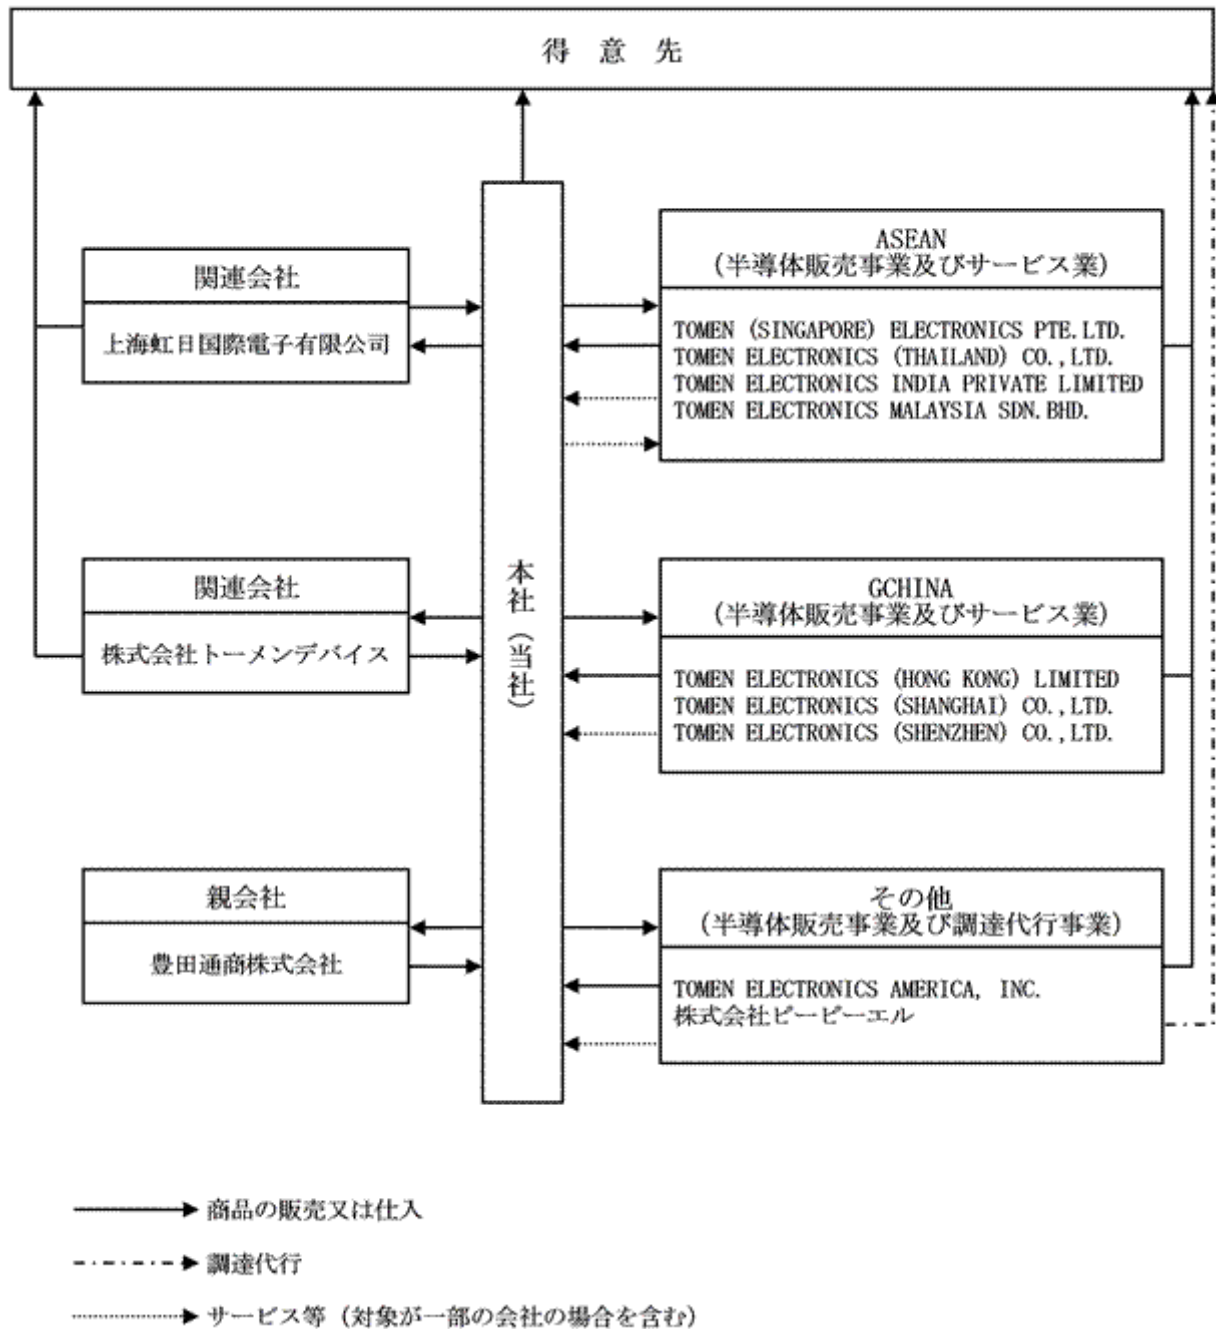 得意先
関連会社
上海虹日国際電子有限公司
関連会社
株式会社トーメンデバイス
親会社
豊田通商株式会社
本社（当社）
ASEAN
（半導体販売事業及びサービス業）
TOMEN (SINGAPORE) ELECTRONICS PTE.LTD.
TOMEN ELECTRONICS (THAILAND) CO.,LTD.
TOMEN ELECTRONICS INDIA PRIVATE LIMITED
TOMEN ELECTRONICS MALAYSIA SDN.BHD.
GCHINA
（半導体販売事業及びサービス業）
TOMEN ELECTRONICS (HONG KONG) LIMITED
TOMEN ELECTRONICS (SHANGHAI) CO.,LTD.
TOMEN ELECTRONICS (SHENZHEN) CO.,LTD.
その他
（半導体販売事業及び調達代行事業）
TOMEN ELECTRONICS AMERICA, INC.
株式会社ピーピーエル
商品の販売又は仕入
調達代行
サービス等（対象が一部の会社の場合を含む）